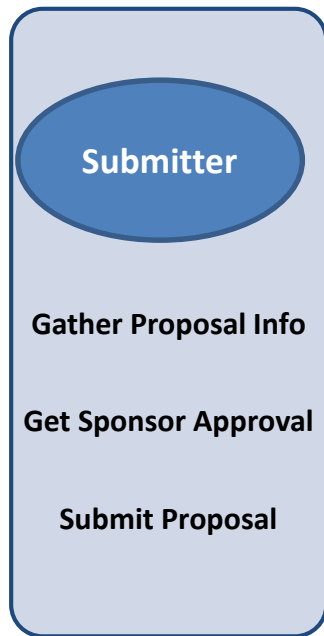 Submitter
Gather Proposal Info
Get Sponsor Approval
Submit Proposal